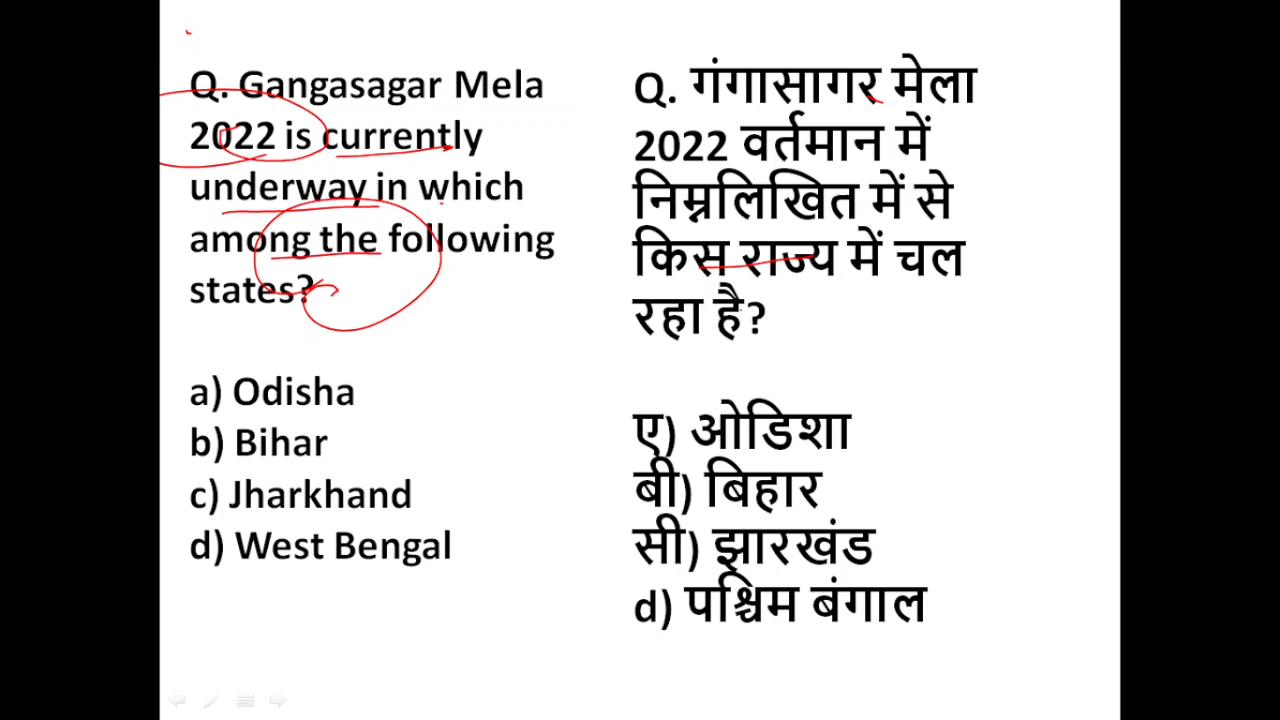 Q. Gangasagar Mela
2022 is currently
underway in which
among the following
states?
a) Odisha
b) Bihar
c) Jharkhand
d) West Bengal
Q. गंगासागर मेला
2022 वर्तमान में
निम्नलिखित में से
किस राज्य में चल
रहा है?
ए) ओडिशा
बी) बिहार
सी) झारखंड
d) पश्चिम बंगाल